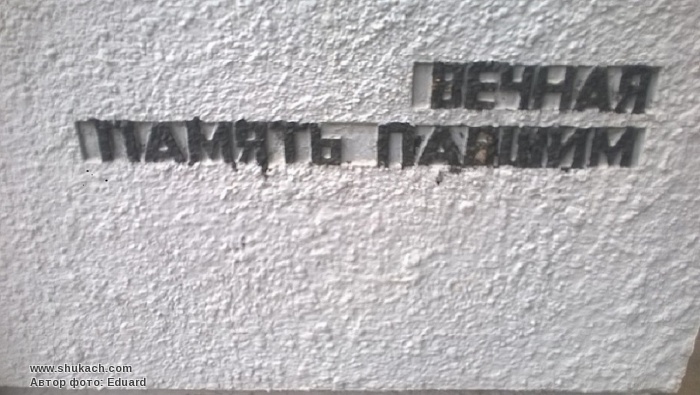 ВЕЧНАЯ
ПАМЯТЬ ПАВШИМ
www.shukach.com
Автор фото: Eduard